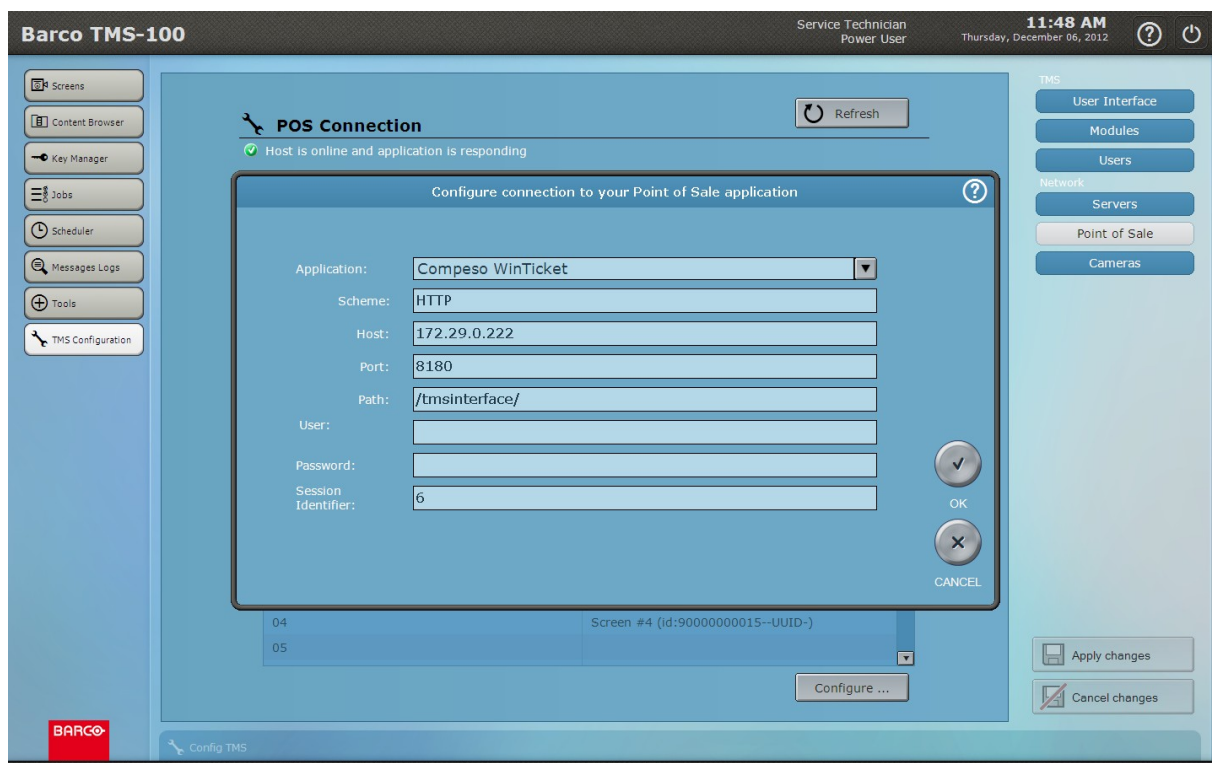 Barco TMS-100
Service Technician
Power User
11:48 AM
Thursday, December 06, 2012
Screens
Content Browser
Key Manager
Jobs
Scheduler
Messages Logs
Tools
TMS Configuration
POS Connection
Refresh
Host is online and application is responding
Configure connection to your Point of Sale application
Application: Compeso WinTicket
Scheme: HTTP
Host: 172.29.0.222
Port: 8180
Path: /tmsinterface/
User:
Password:
Session
Identifier: 6
OK
CANCEL
04 Screen #4 (id:90000000015--UUID-)
05
Configure ...
TMS
User Interface
Modules
Users
Network
Servers
Point of Sale
Cameras
Apply changes
Cancel changes
BARCO
Config TMS